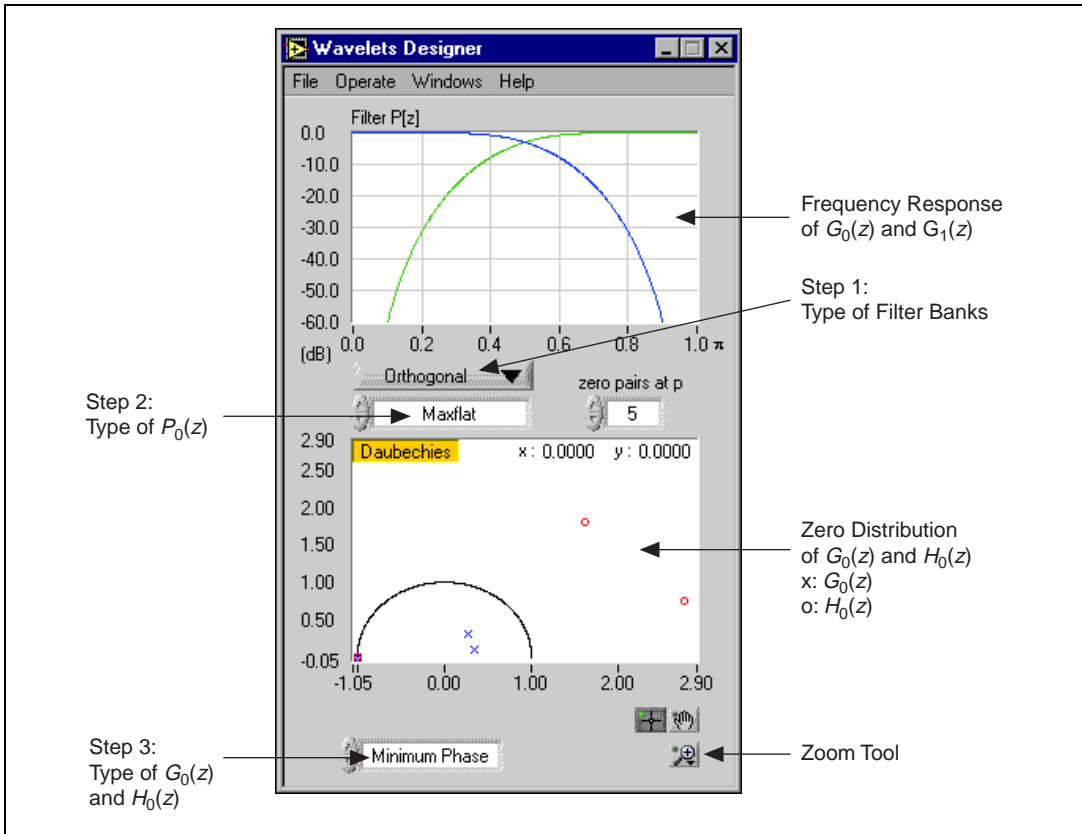 Wavelets Designer
File Operate Windows Help
Filter P[z]
0.0
-10.0
-20.0
-30.0
-40.0
-50.0
-60.0
(dB)
0.0 0.2 0.4 0.6 0.8 1.0 π
Frequency Response
of G₀(z) and G₁(z)
Step 1:
Type of Filter Banks
Orthogonal
zero pairs at p
Step 2:
Type of P₀(z)
Maxflat
5
Daubechies
x: 0.0000 y: 0.0000
2.90
2.50
2.00
1.50
1.00
0.50
-0.05
-1.05 0.00 1.00 2.00 2.90
Zero Distribution
of G₀(z) and H₀(z)
x: G₀(z)
o: H₀(z)
Step 3:
Type of G₀(z)
and H₀(z)
Minimum Phase
Zoom Tool